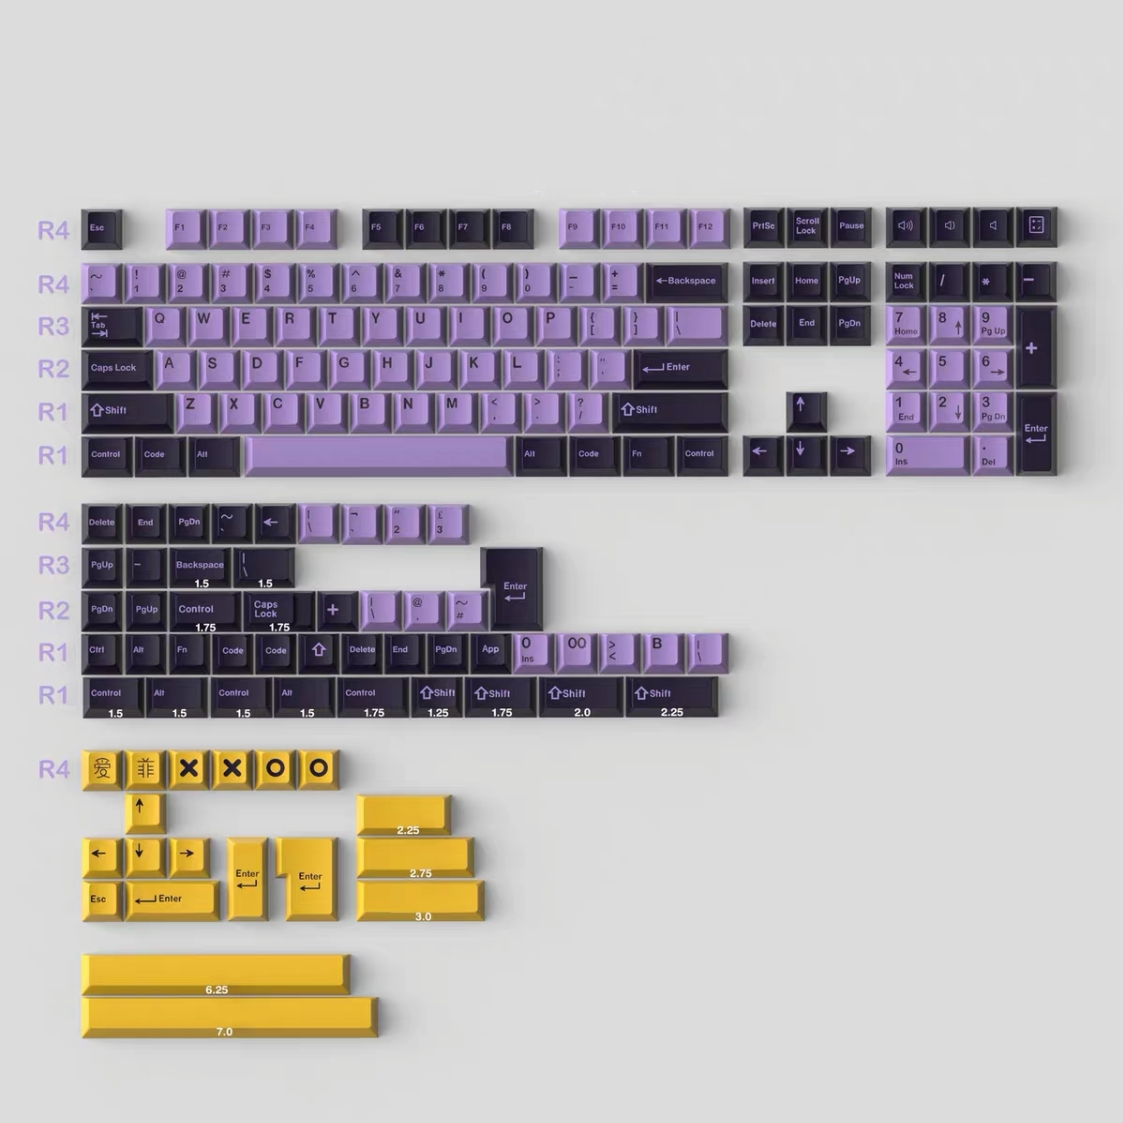 R4 Esc F1 F2 F3 F4 F5 F6 F7 F8 F9 F10 F11 F12 PrtSc Scroll Lock Pause
R4 ~ ` ! 1 @ 2 # 3 $ 4 % 5 ^ 6 & 7 * 8 ( 9 ) 0 _ - + = ←Backspace Insert Home PgUp Num Lock / * −
R3 Tab Q W E R T Y U I O P { [ } ] | \ Delete End PgDn 7 Home 8 ↑ 9 Pg Up +
R2 Caps Lock A S D F G H J K L : ; " ' Enter 4 ← 5 6 →
R1 ⇧Shift Z X C V B N M < , > . ? / ⇧Shift ↑ 1 End 2 ↓ 3 Pg Dn Enter
R1 Control Code Alt Alt Code Fn Control ← ↓ → 0 Ins . Del
R4 Delete End PgDn ~ ` ← | \ ¬ ` " 2 £ 3
R3 PgUp − Backspace 1.5 | \ 1.5 Enter
R2 PgDn PgUp Control 1.75 Caps Lock 1.75 + | \ @ ' ~ #
R1 Ctrl Alt Fn Code Code ⇧ Delete End PgDn App 0 Ins 00 > < B | \
R1 Control 1.5 Alt 1.5 Control 1.5 Alt 1.5 Control 1.75 ⇧Shift 1.25 ⇧Shift 1.75 ⇧Shift 2.0 ⇧Shift 2.25
R4 X X O O
↑ 2.25
← ↓ → Enter Enter 2.75
Esc Enter 3.0
6.25
7.0